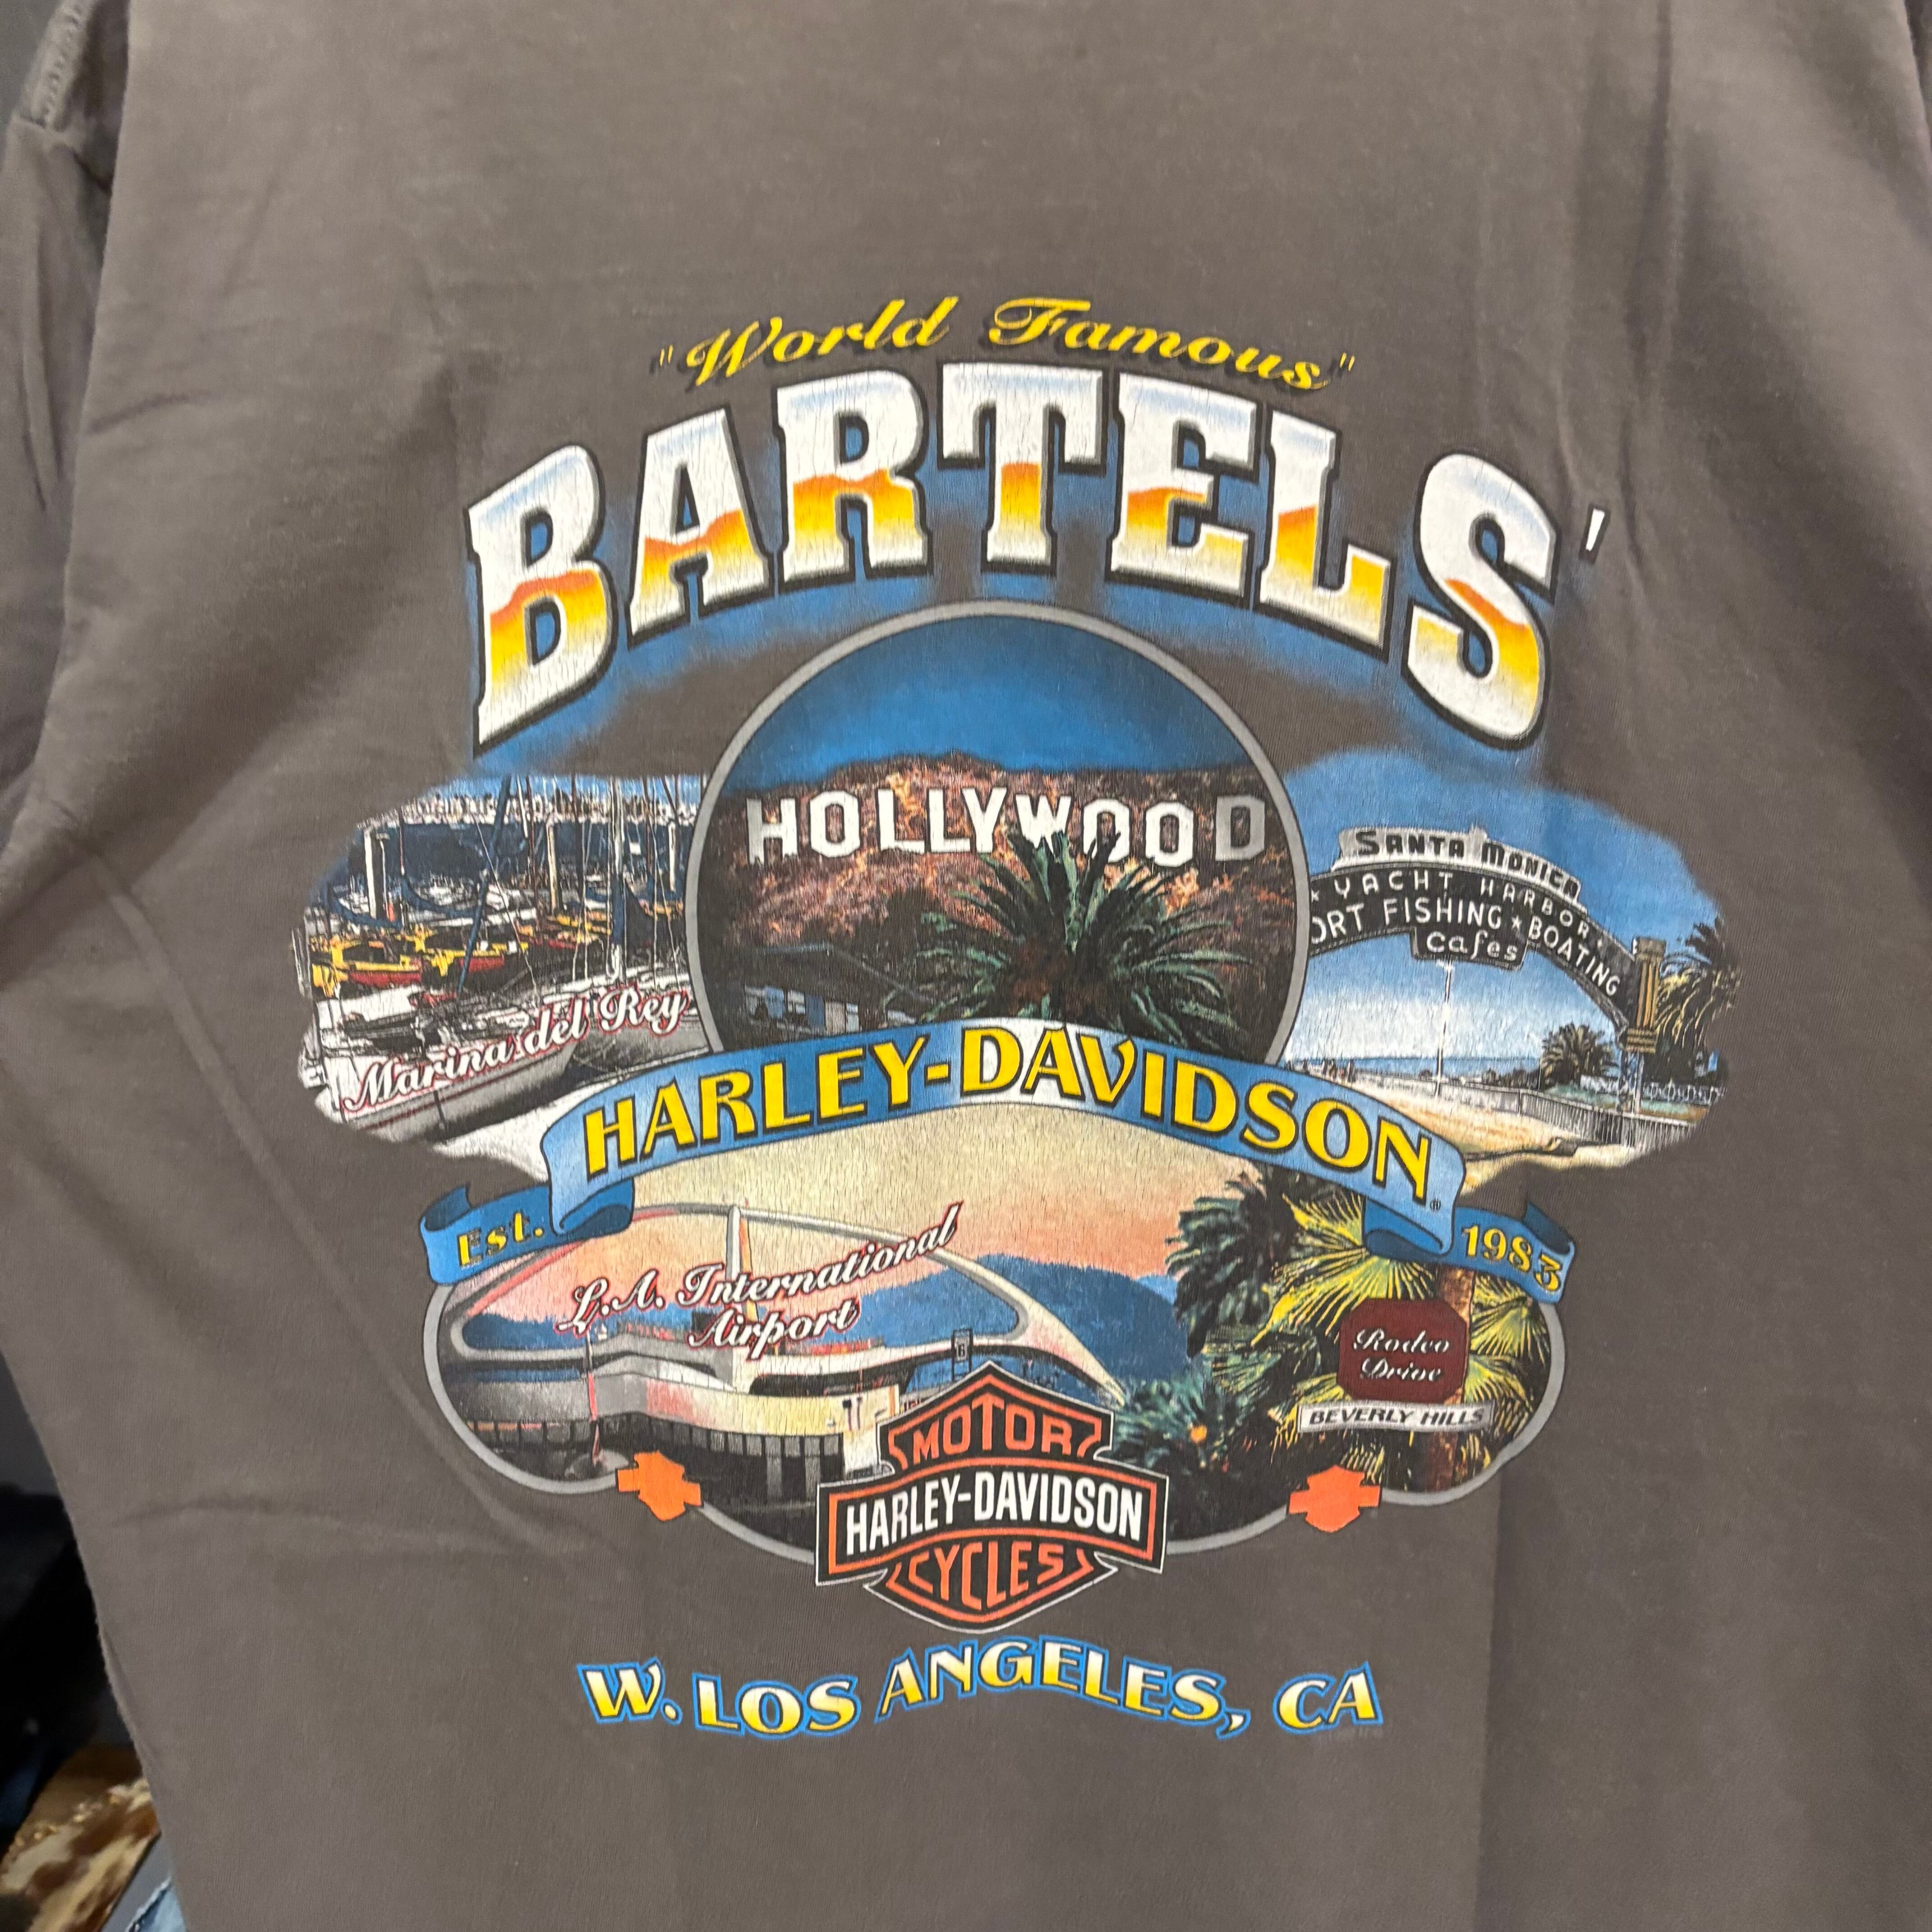 "World Famous"
BARTELS'
HOLLYWOOD
SANTA MONICA
YACHT HARBOR
FISHING * BOATING
Cafes
Marina del Rey
HARLEY-DAVIDSON
Est. 1983
L.A. International
Airport
Rodeo
Drive
BEVERLY HILLS
MOTOR
HARLEY-DAVIDSON
CYCLES
W. LOS ANGELES, CA